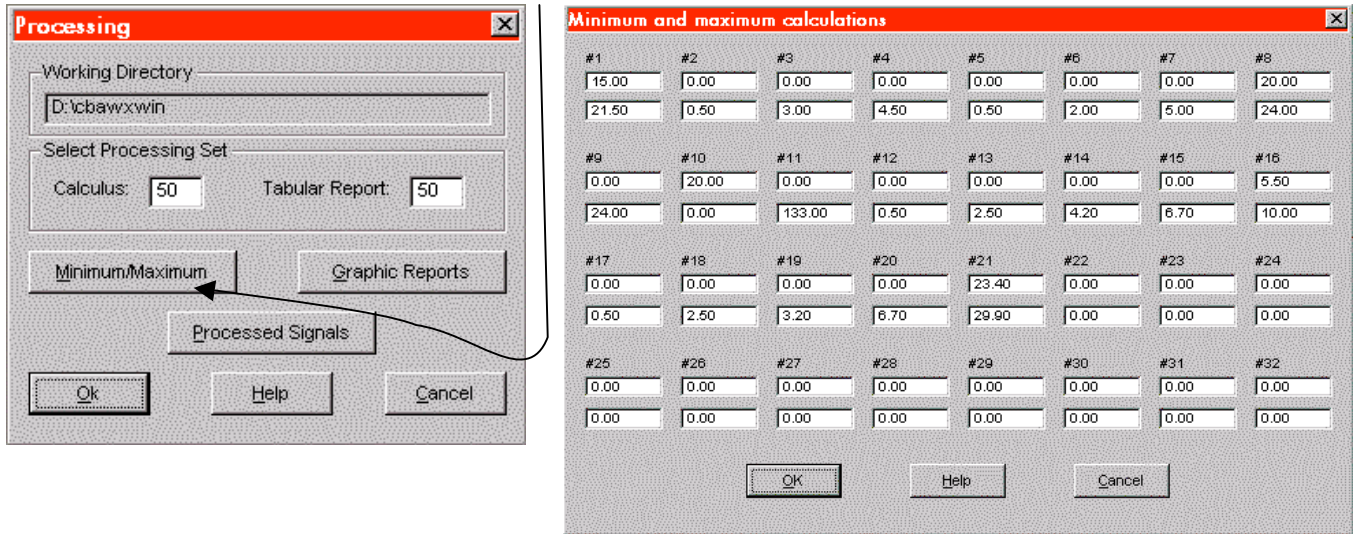 Processing
Working Directory
D:\cbawxwin
Select Processing Set
Calculus: 50 Tabular Report: 50
Minimum/Maximum Graphic Reports
Processed Signals
Ok Help Cancel
Minimum and maximum calculations
#1 #2 #3 #4 #5 #6 #7 #8
15.00 0.00 0.00 0.00 0.00 0.00 0.00 20.00
21.50 0.50 3.00 4.50 0.50 2.00 5.00 24.00
#9 #10 #11 #12 #13 #14 #15 #16
0.00 20.00 0.00 0.00 0.00 0.00 0.00 5.50
24.00 0.00 133.00 0.50 2.50 4.20 6.70 10.00
#17 #18 #19 #20 #21 #22 #23 #24
0.00 0.00 0.00 0.00 23.40 0.00 0.00 0.00
0.50 2.50 3.20 6.70 29.90 0.00 0.00 0.00
#25 #26 #27 #28 #29 #30 #31 #32
0.00 0.00 0.00 0.00 0.00 0.00 0.00 0.00
0.00 0.00 0.00 0.00 0.00 0.00 0.00 0.00
OK Help Cancel